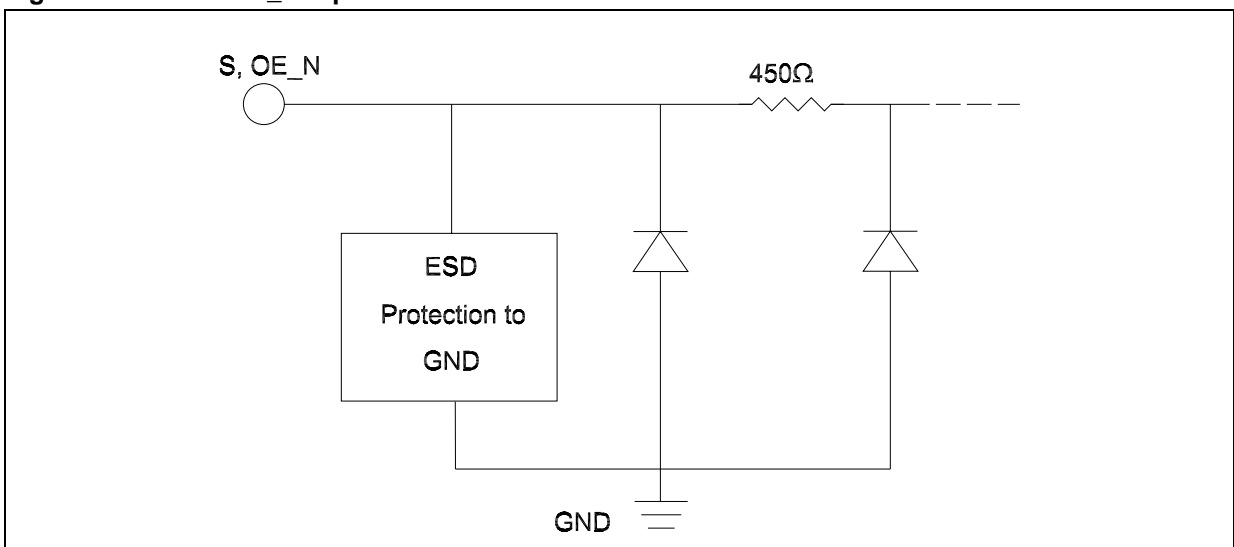 S, OE_N
450Ω
ESD
Protection to
GND
GND